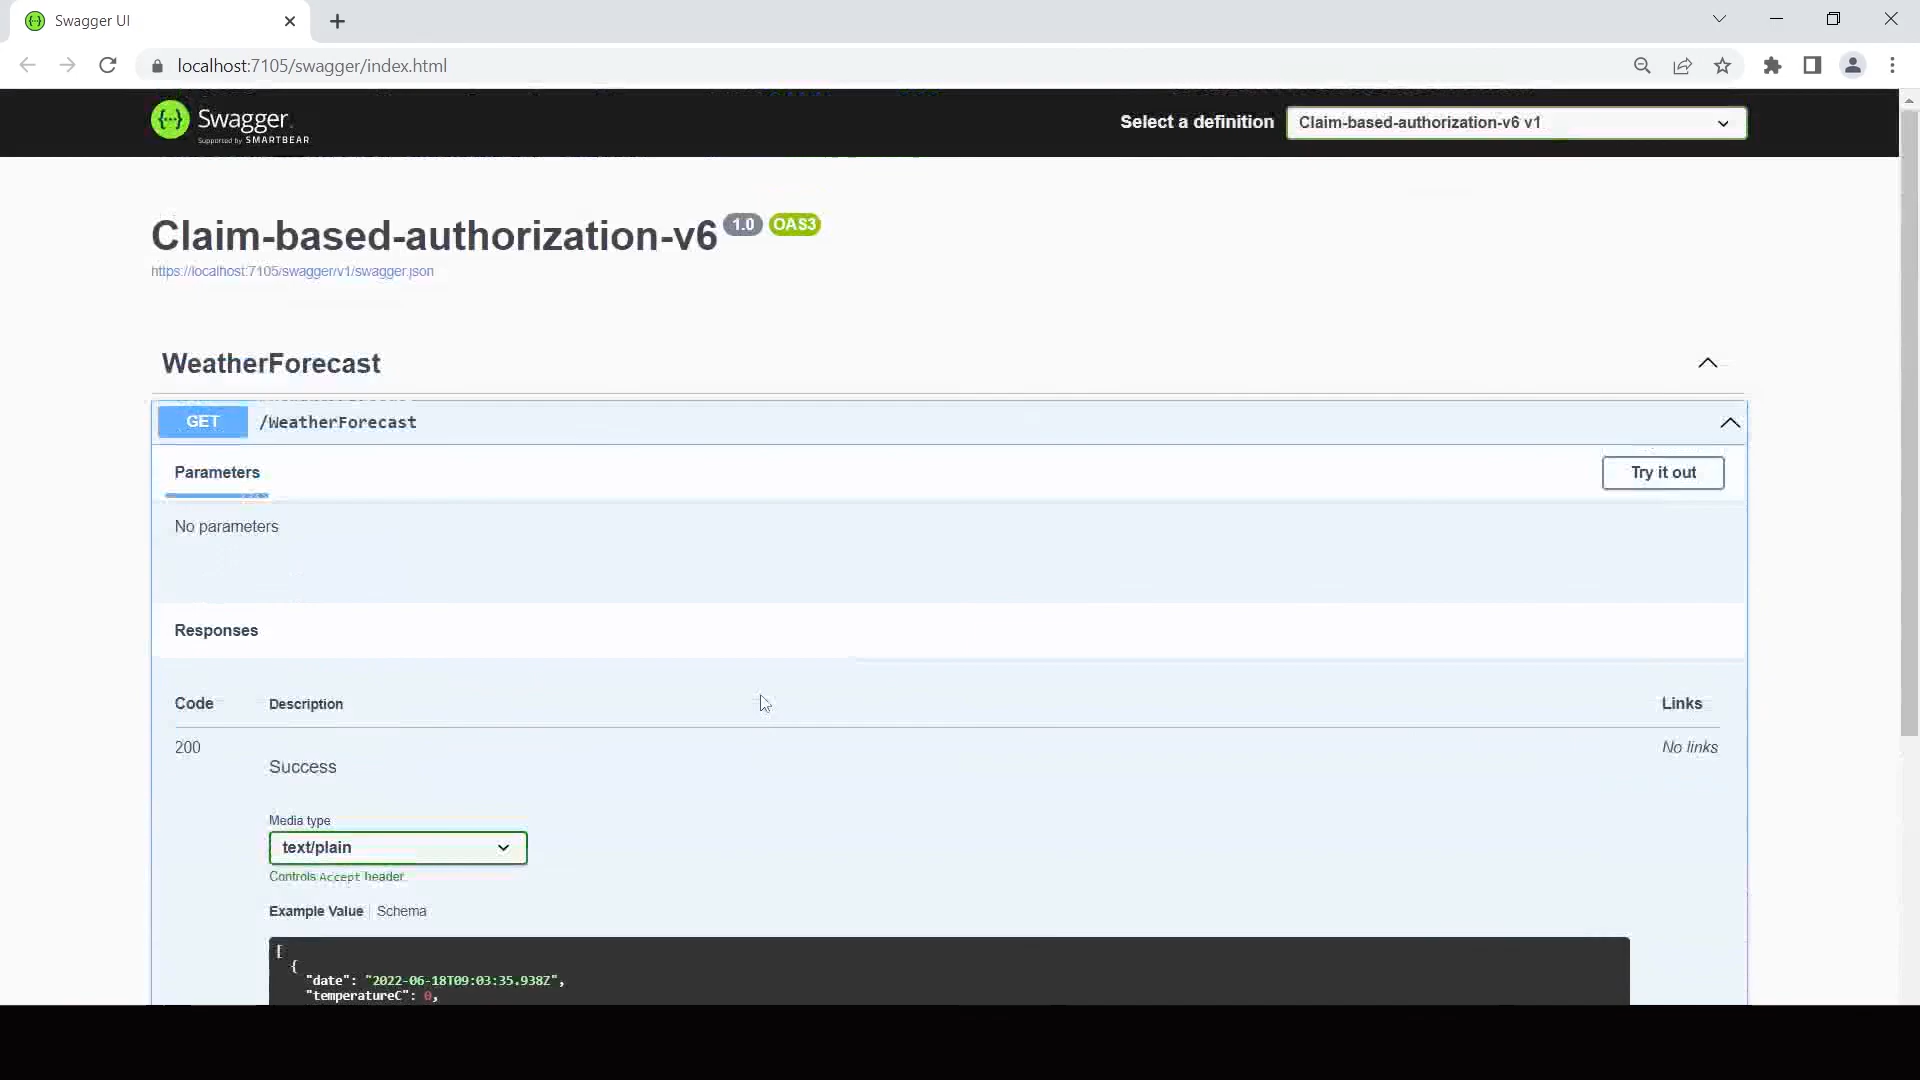 Swagger UI
localhost:7105/swagger/index.html
Swagger
Supported by SMARTBEAR
Select a definition
Claim-based-authorization-v6 v1
Claim-based-authorization-v6 1.0 OAS3
https://localhost:7105/swagger/v1/swagger.json
WeatherForecast
GET /WeatherForecast
Parameters
Try it out
No parameters
Responses
Code Description Links
200 No links
Success
Media type
text/plain
Controls Accept header.
Example Value Schema
[
{
"date": "2022-06-18T09:03:35.938Z",
"temperatureC": 0,